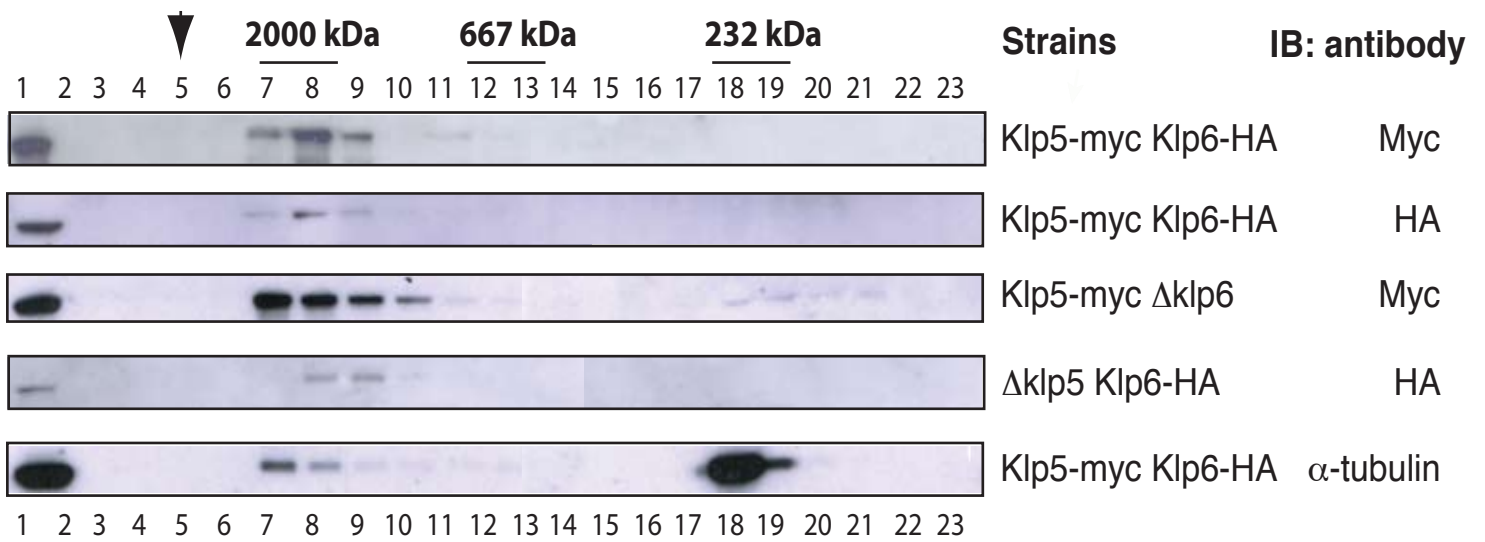 2000 kDa 667 kDa 232 kDa Strains IB: antibody
1 2 3 4 5 6 7 8 9 10 11 12 13 14 15 16 17 18 19 20 21 22 23
Klp5-myc Klp6-HA Myc
Klp5-myc Klp6-HA HA
Klp5-myc Δklp6 Myc
Δklp5 Klp6-HA HA
Klp5-myc Klp6-HA α-tubulin
1 2 3 4 5 6 7 8 9 10 11 12 13 14 15 16 17 18 19 20 21 22 23